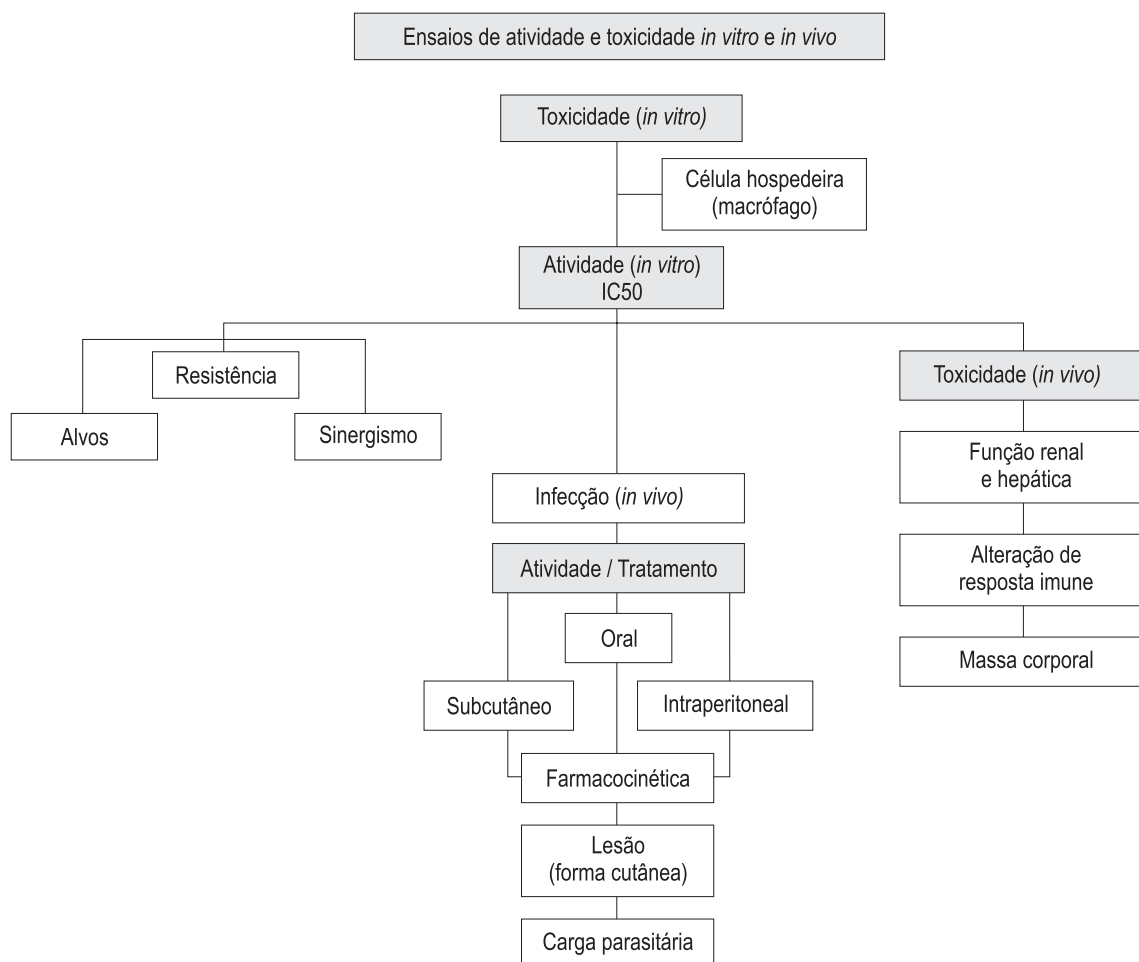 Ensaios de atividade e toxicidade in vitro e in vivo
Toxicidade (in vitro)
Célula hospedeira
(macrófago)
Atividade (in vitro)
IC50
Resistência
Alvos
Sinergismo
Toxicidade (in vivo)
Função renal
e hepática
Alteração de
resposta imune
Massa corporal
Infecção (in vivo)
Atividade / Tratamento
Oral
Subcutâneo
Intraperitoneal
Farmacocinética
Lesão
(forma cutânea)
Carga parasitária